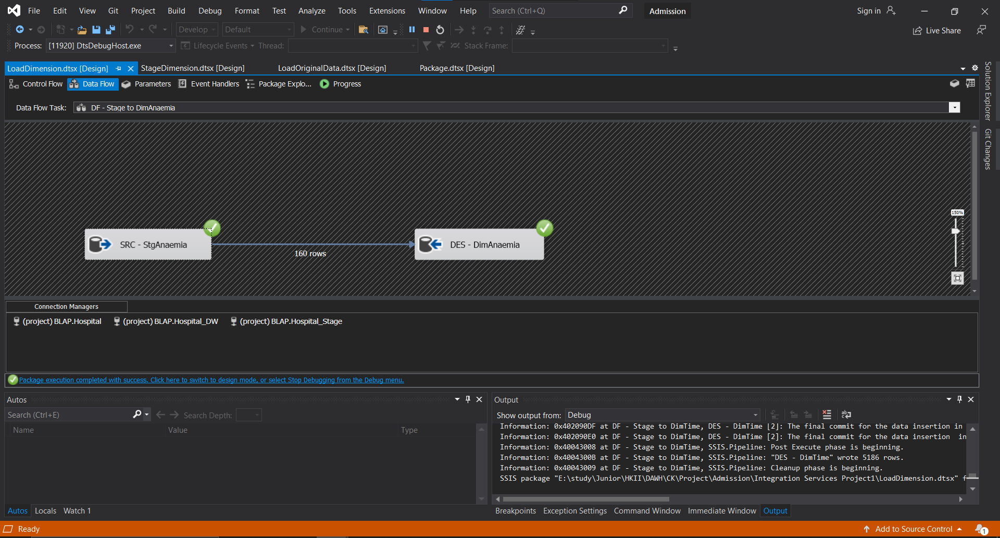 File Edit View Git Project Build Debug Format Test Analyze Tools Extensions Window Help Search (Ctrl+Q) Admission Sign in
Develop Default Continue Live Share
Process: [11920] DtsDebugHost.exe Lifecycle Events Thread: Stack Frame:
LoadDimension.dtsx [Design] StageDimension.dtsx [Design] LoadOriginalData.dtsx [Design] Package.dtsx [Design]
Control Flow Data Flow Parameters Event Handlers Package Explo... Progress
Solution Explorer
Git Changes
Data Flow Task: DF - Stage to DimAnaemia
150%
SRC - StgAnaemia DES - DimAnaemia
160 rows
Connection Managers
(project) BLAP.Hospital (project) BLAP.Hospital_DW (project) BLAP.Hospital_Stage
Package execution completed with success. Click here to switch to design mode, or select Stop Debugging from the Debug menu.
Autos
Search (Ctrl+E) Search Depth:
Name Value Type
Autos Locals Watch 1
Output
Show output from: Debug
Information: 0x402090DF at DF - Stage to DimTime, DES - DimTime [2]: The final commit for the data insertion in
Information: 0x402090E0 at DF - Stage to DimTime, DES - DimTime [2]: The final commit for the data insertion  in
Information: 0x40043008 at DF - Stage to DimTime, SSIS.Pipeline: Post Execute phase is beginning.
Information: 0x4004300B at DF - Stage to DimTime, SSIS.Pipeline: "DES - DimTime" wrote 5186 rows.
Information: 0x40043009 at DF - Stage to DimTime, SSIS.Pipeline: Cleanup phase is beginning.
SSIS package "E:\study\Junior\HKII\DAWH\CK\Project\Admission\Integration Services Project1\LoadDimension.dtsx" f
Breakpoints Exception Settings Command Window Immediate Window Output
Ready Add to Source Control 1